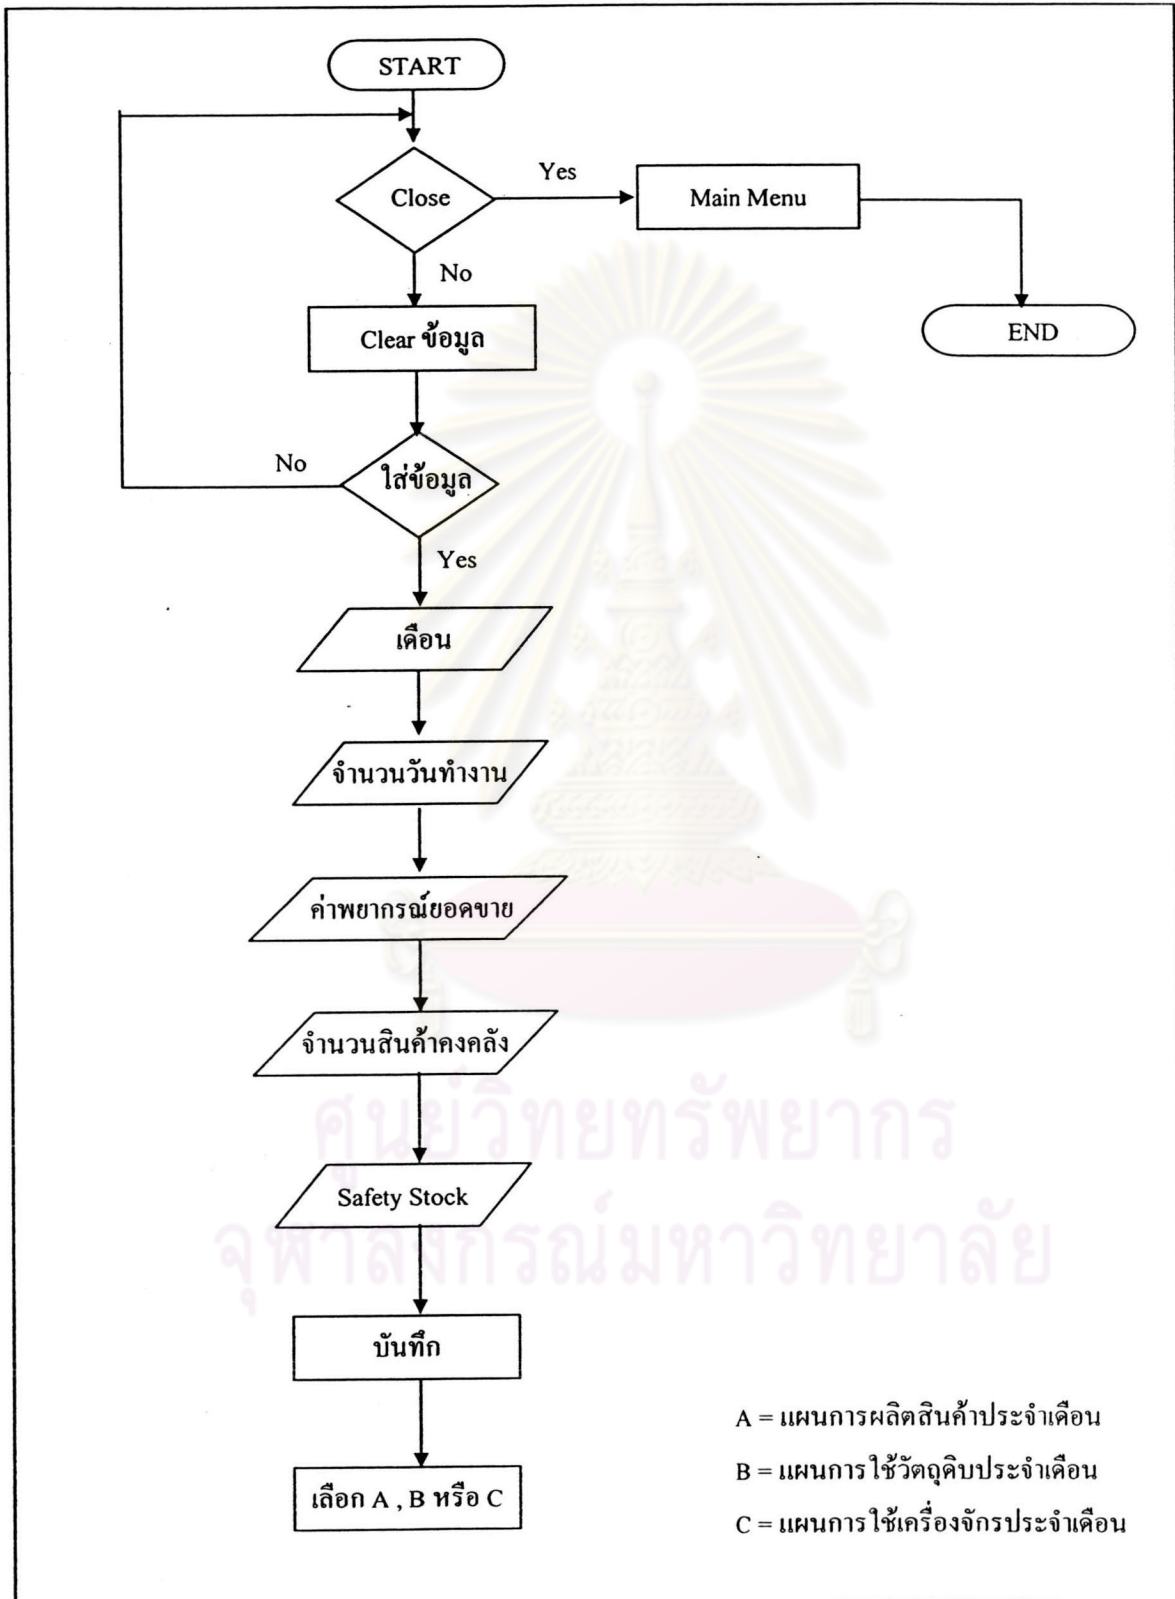 START
Close
Yes
Main Menu
No
END
Clear ข้อมูล
No
ใส่ข้อมูล
Yes
เดือน
จำนวนวันทำงาน
ค่าพยากรณ์ยอดขาย
จำนวนสินค้าคงคลัง
ศูนย์วิทยทรัพยากร
Safety Stock
จุฬาลงกรณ์มหาวิทยาลัย
บันทึก
A = แผนการผลิตสินค้าประจำเดือน
B = แผนการใช้วัตถุดิบประจำเดือน
เลือก A , B หรือ C
C = แผนการใช้เครื่องจักรประจำเดือน